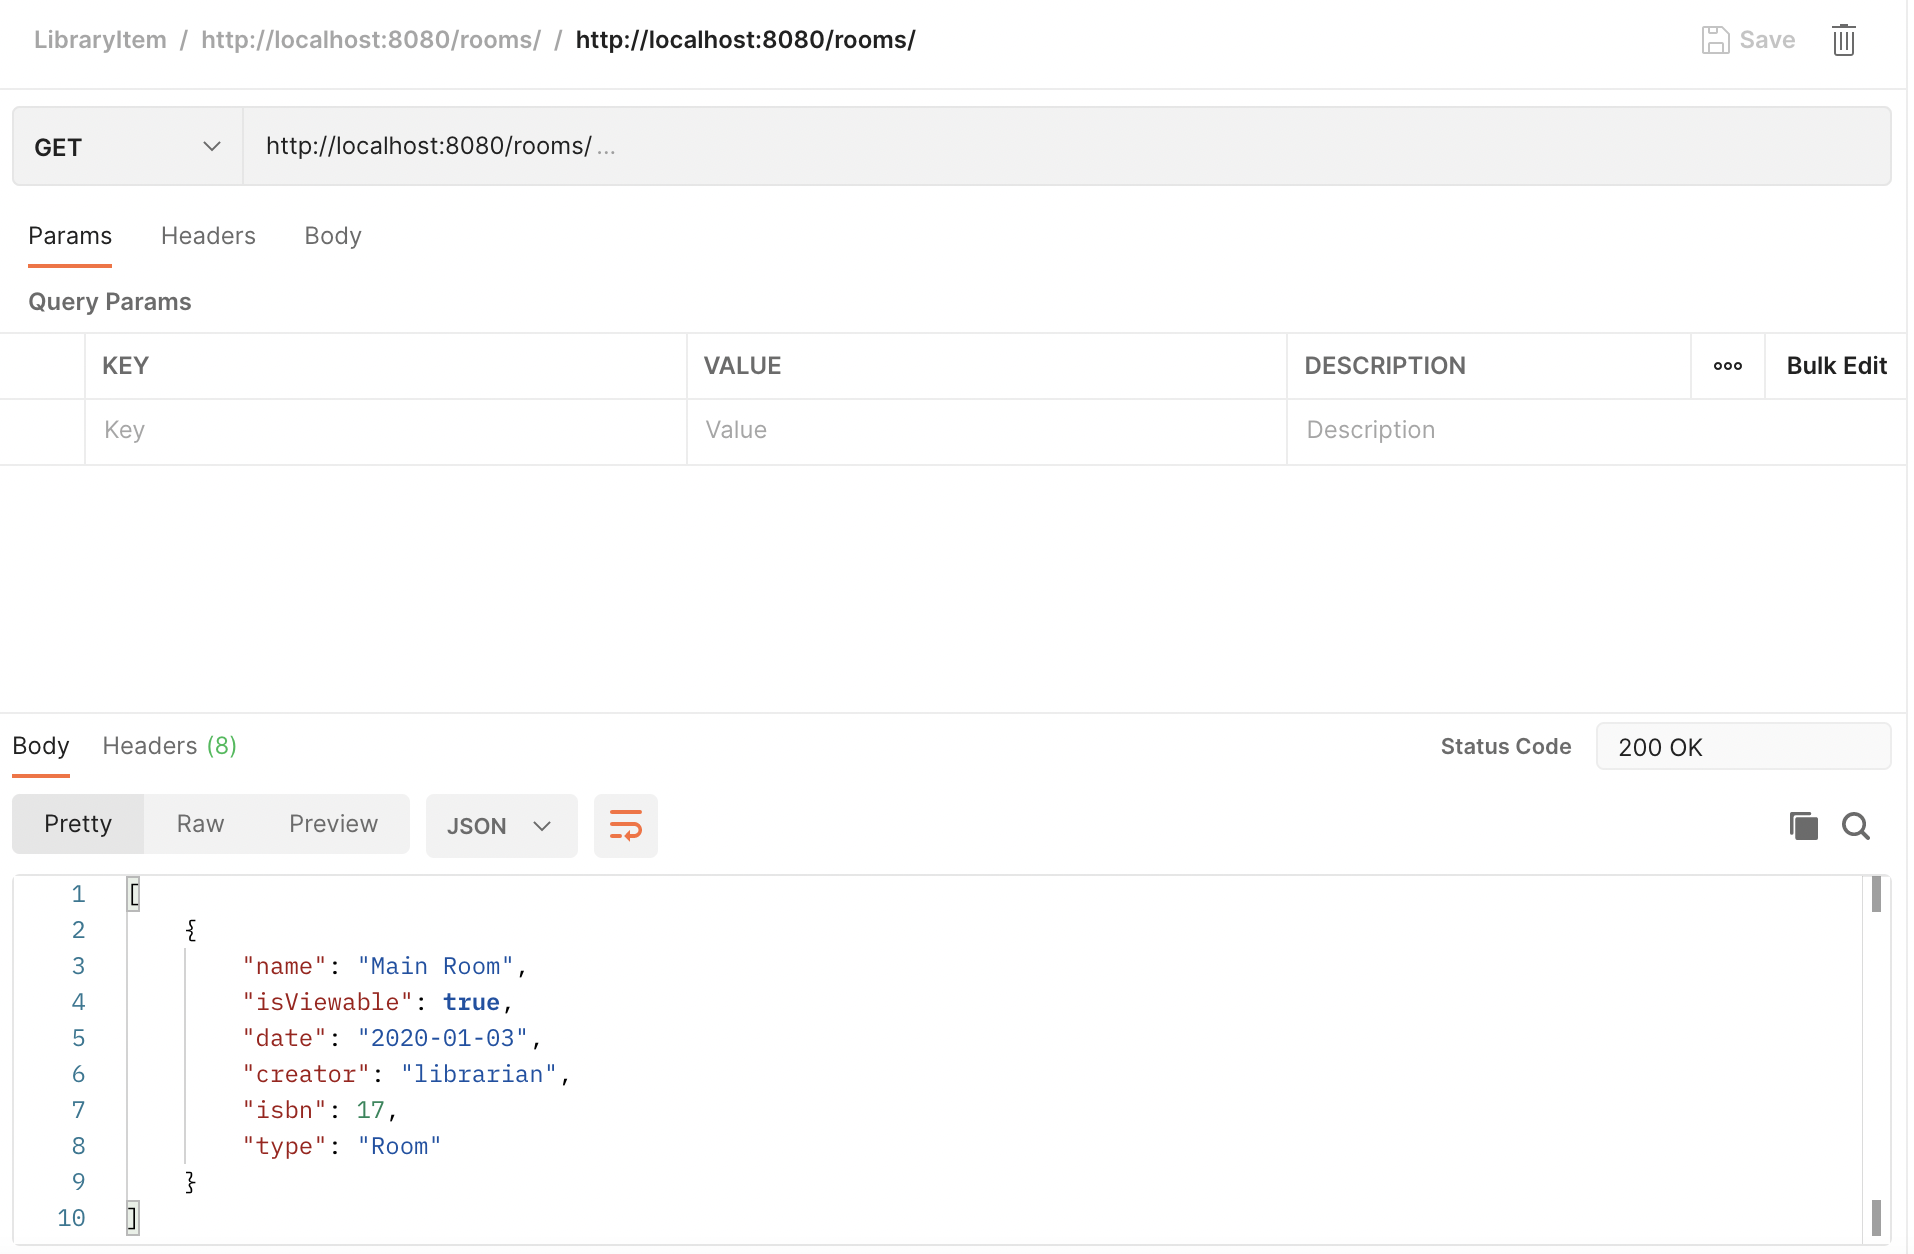 LibraryItem / http://localhost:8080/rooms/ / http://localhost:8080/rooms/
Save
GET
http://localhost:8080/rooms/ ...
Params Headers Body
Query Params
KEY VALUE DESCRIPTION ooo Bulk Edit
Key Value Description
Body Headers (8) Status Code 200 OK
Pretty Raw Preview JSON
1 [
2 {
3 "name": "Main Room",
4 "isViewable": true,
5 "date": "2020-01-03",
6 "creator": "librarian",
7 "isbn": 17,
8 "type": "Room"
9 }
10 ]